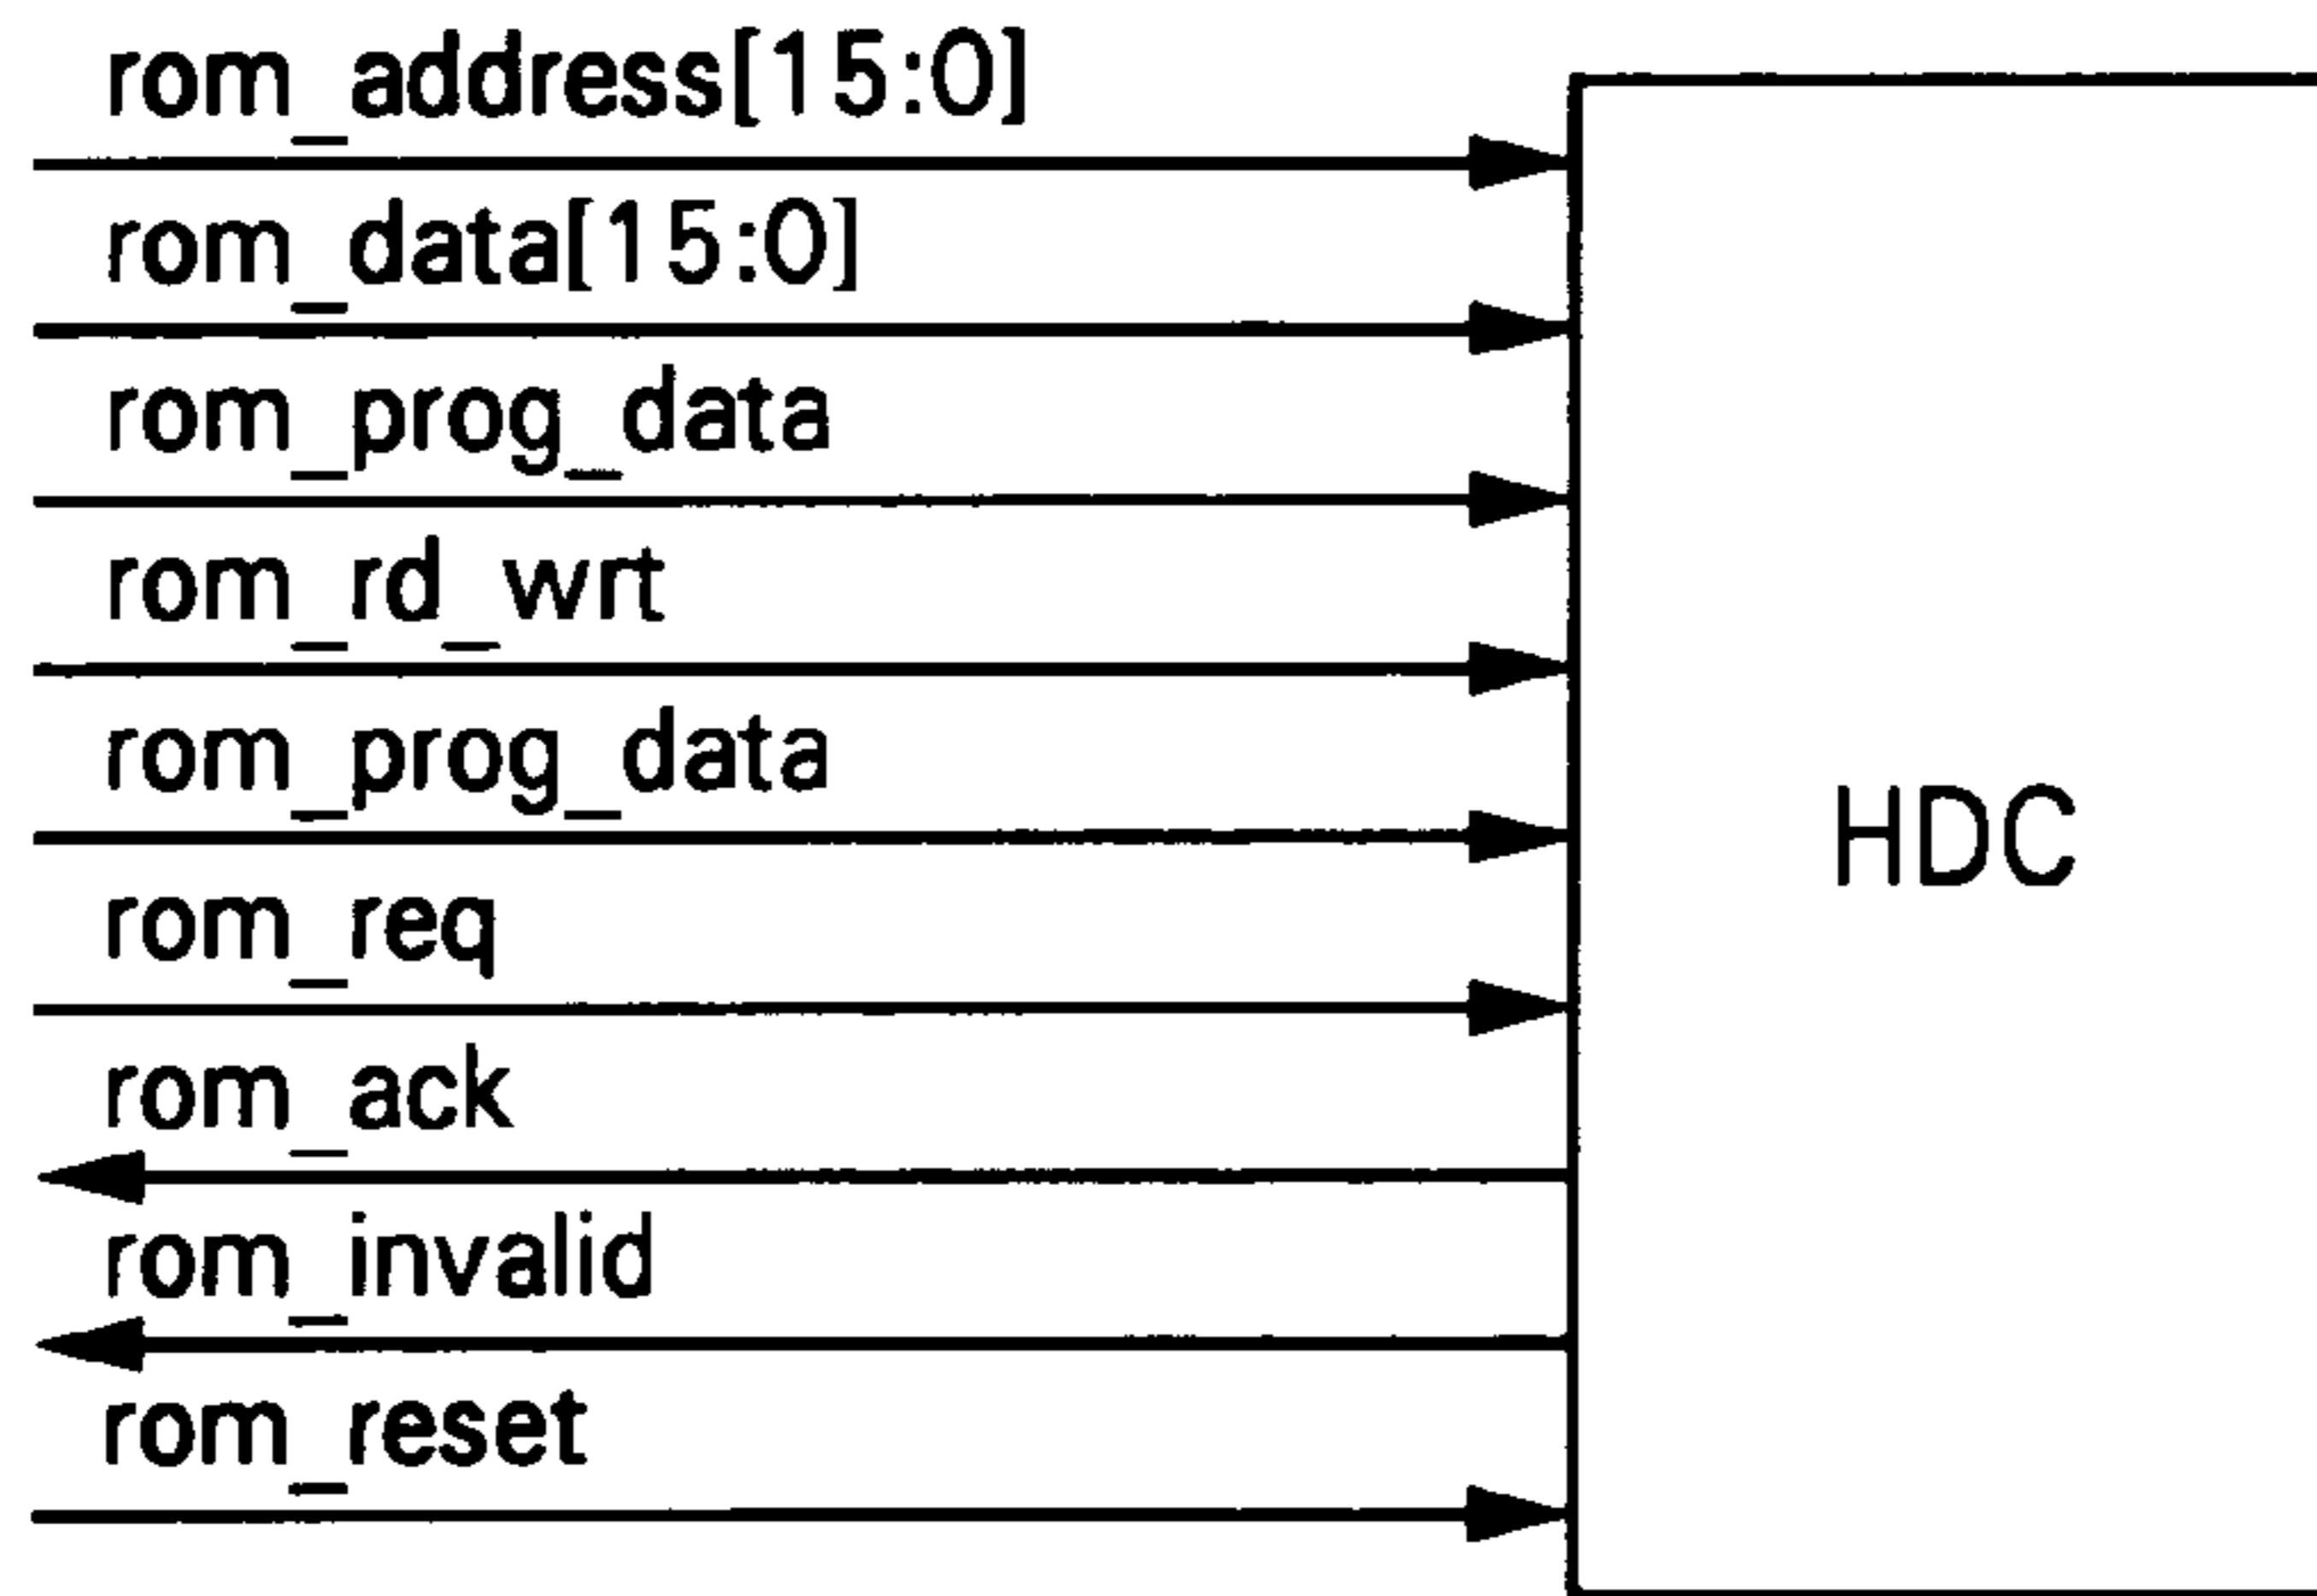 rom_address[15:0]
rom_data[15:0]
rom_prog_data
rom_rd_wrt
rom_prog_data
HDC
rom_req
rom_ack
rom_invalid
rom_reset